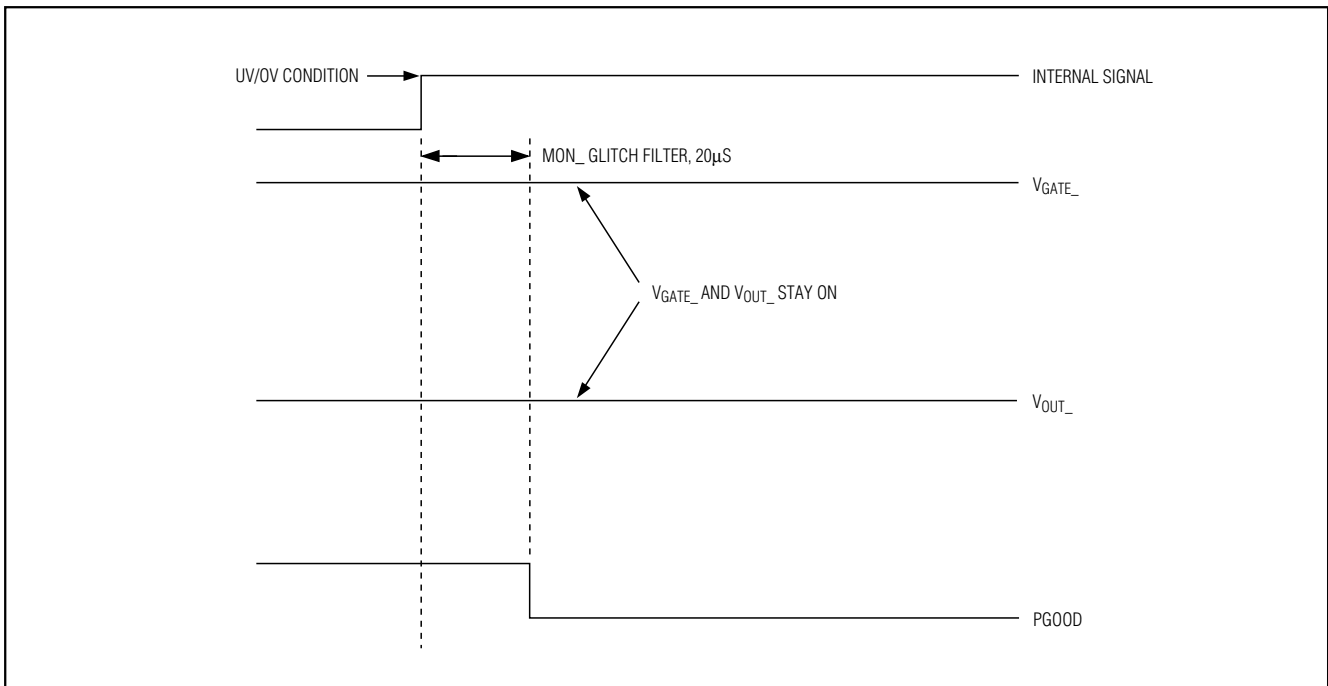 UV/OV CONDITION
INTERNAL SIGNAL
MON_ GLITCH FILTER, 20μS
VGATE_
VGATE_ AND VOUT_ STAY ON
VOUT_
PGOOD